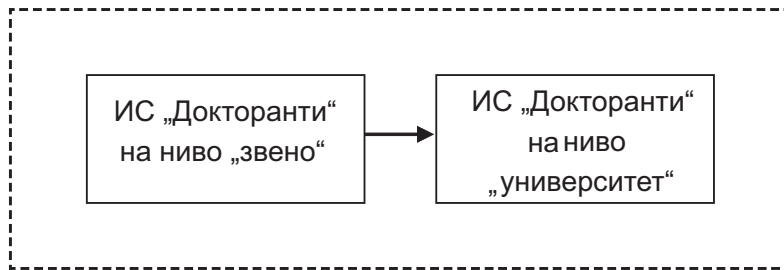 ИС „Докторанти“
на ниво „звено“
ИС „Докторанти“
на ниво
„университет“